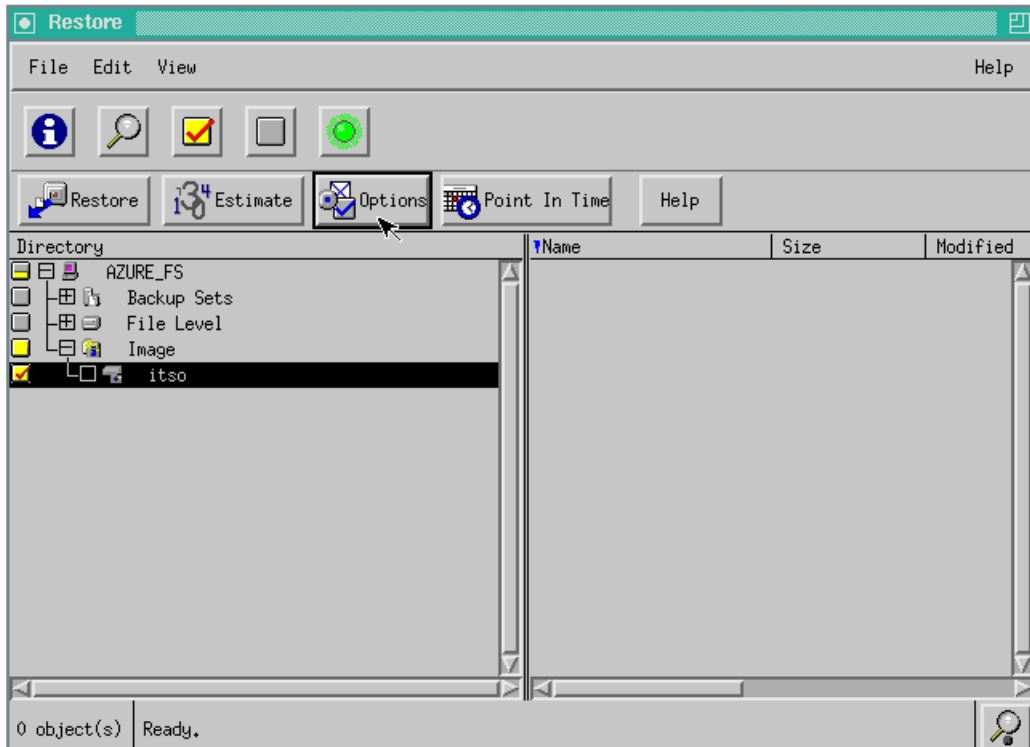 Restore
File Edit View Help
Restore Estimate Options Point In Time Help
Directory Name Size Modified
AZURE_FS
Backup Sets
File Level
Image
itso
0 object(s) Ready.